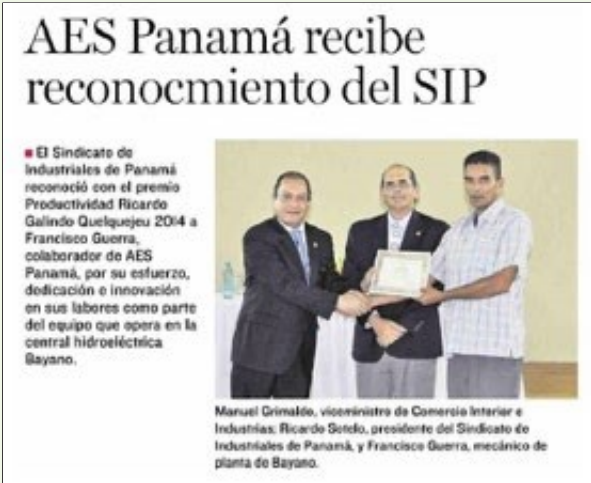 AES Panamá recibe
reconocmiento del SIP
El Sindicato de
Industriales de Panamá
reconoció con el premio
Productividad Ricardo
Galindo Quelquejeu 2014 a
Francisco Guerra,
colaborador de AES
Panamá, por su esfuerzo,
dedicación e innovación
en sus labores como parte
del equipo que opera en la
central hidroeléctrica
Bayano.
Manuel Grimaldo, viceministro de Comercio Interior e
Industrias; Ricardo Sotelo, presidente del Sindicato de
Industriales de Panamá, y Francisco Guerra, mecánico de
planta de Bayano.